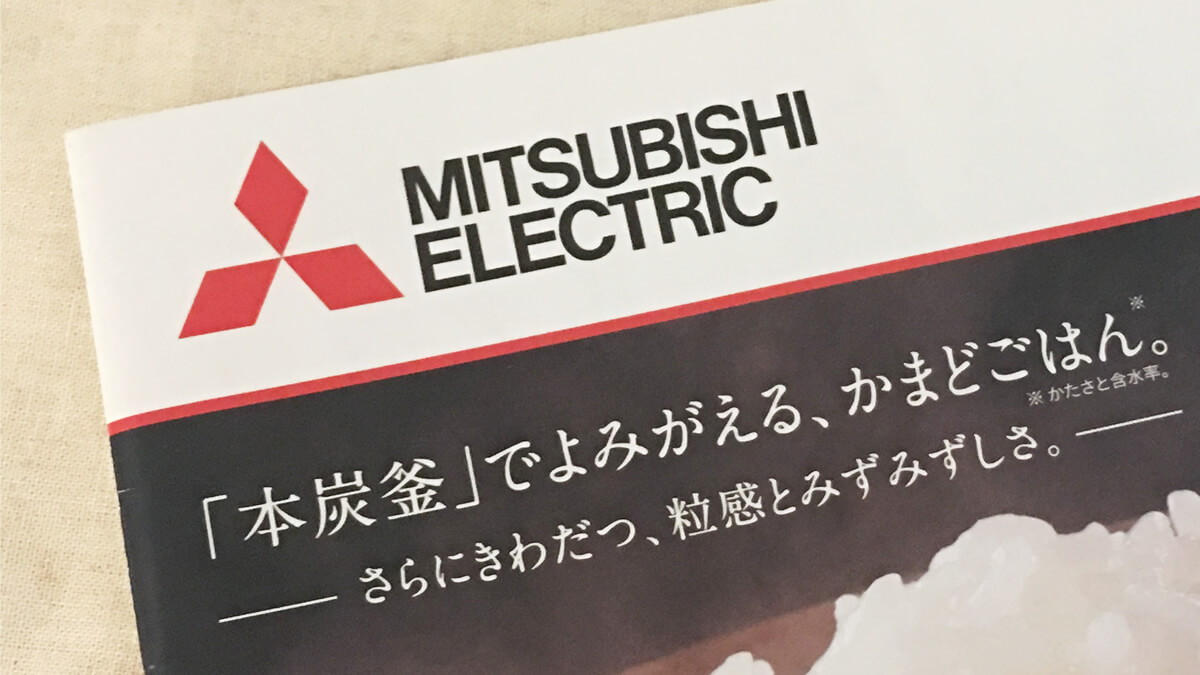 MITSUBISHI
ELECTRIC
「本炭釜」でよみがえる、かまどごはん。※
※かたさと含水率。
さらにきわだつ、粒感とみずみずしさ。